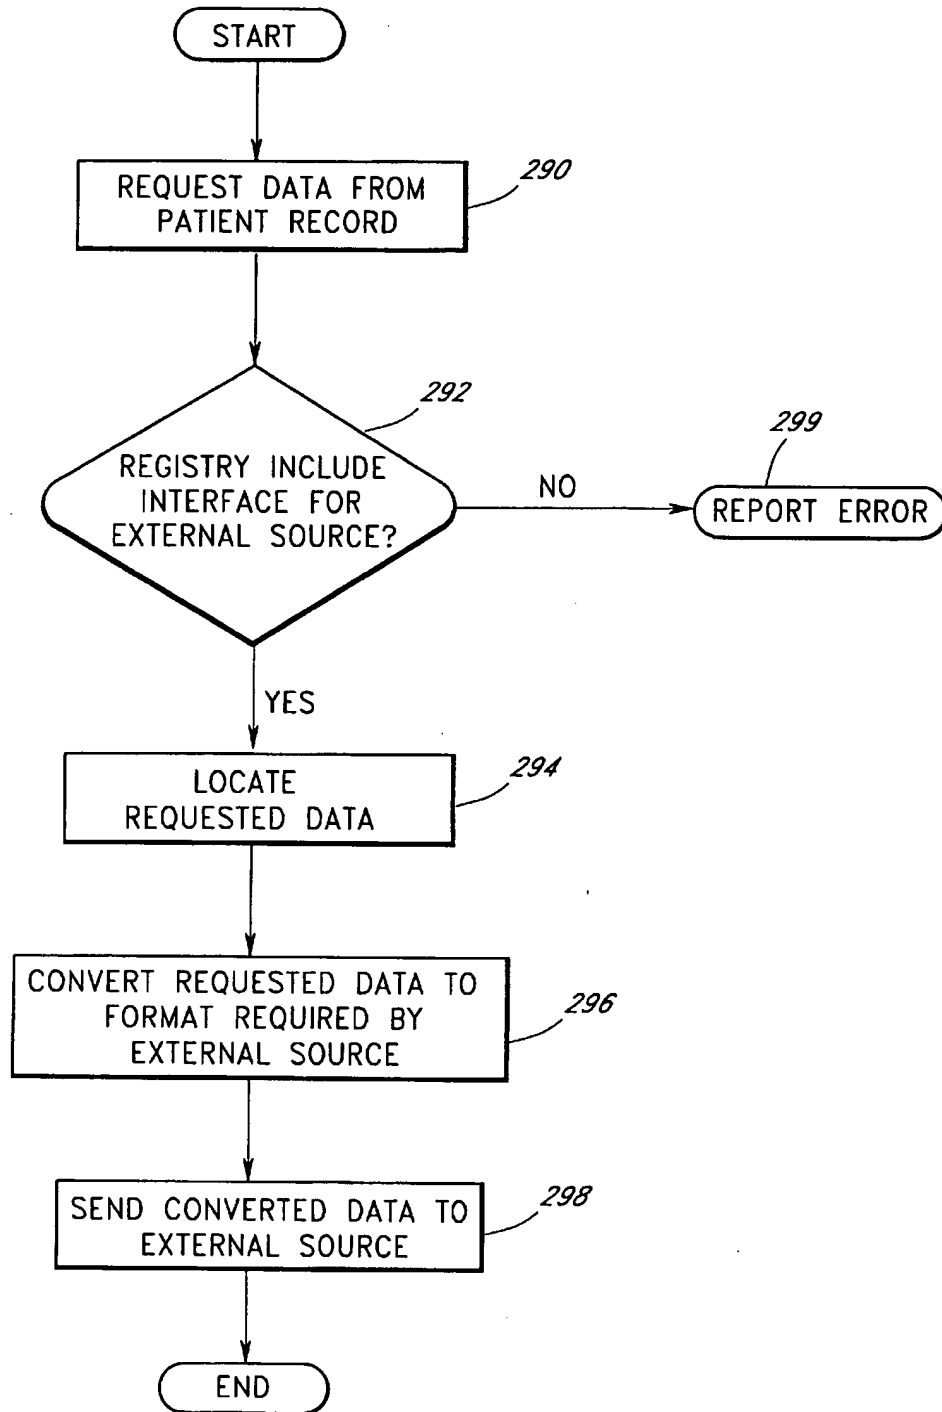 START
REQUEST DATA FROM
PATIENT RECORD
290
292
REGISTRY INCLUDE
INTERFACE FOR
EXTERNAL SOURCE?
NO
299
REPORT ERROR
YES
LOCATE
REQUESTED DATA
294
CONVERT REQUESTED DATA TO
FORMAT REQUIRED BY
EXTERNAL SOURCE
296
SEND CONVERTED DATA TO
EXTERNAL SOURCE
298
END